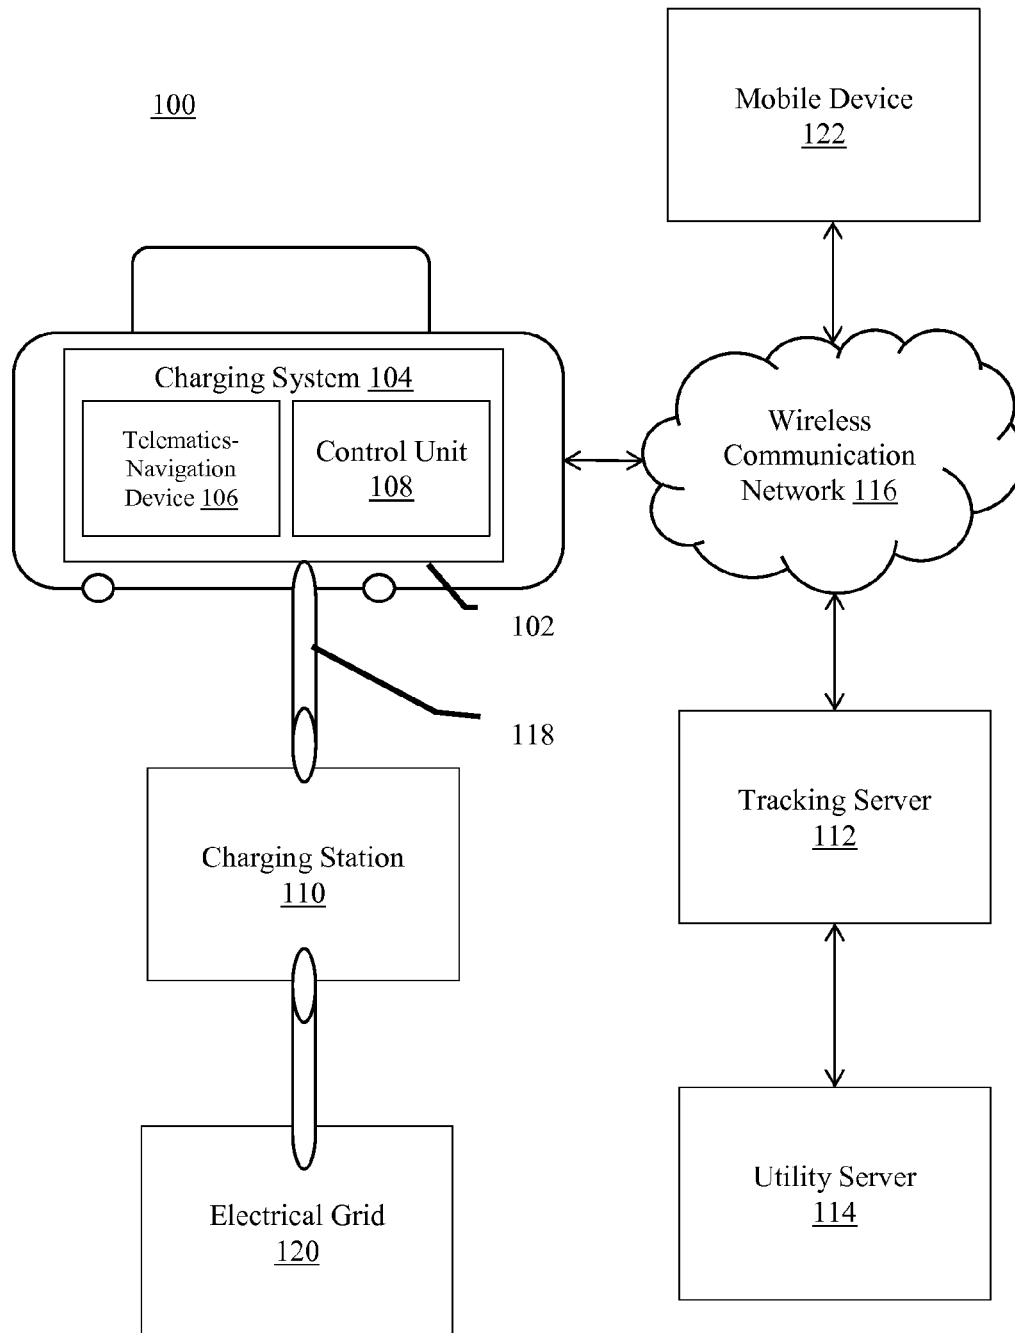 100
Mobile Device
122
Charging System 104
Telematics-
Navigation
Device 106
Control Unit
108
Wireless
Communication
Network 116
102
118
Tracking Server
112
Charging Station
110
Utility Server
114
Electrical Grid
120